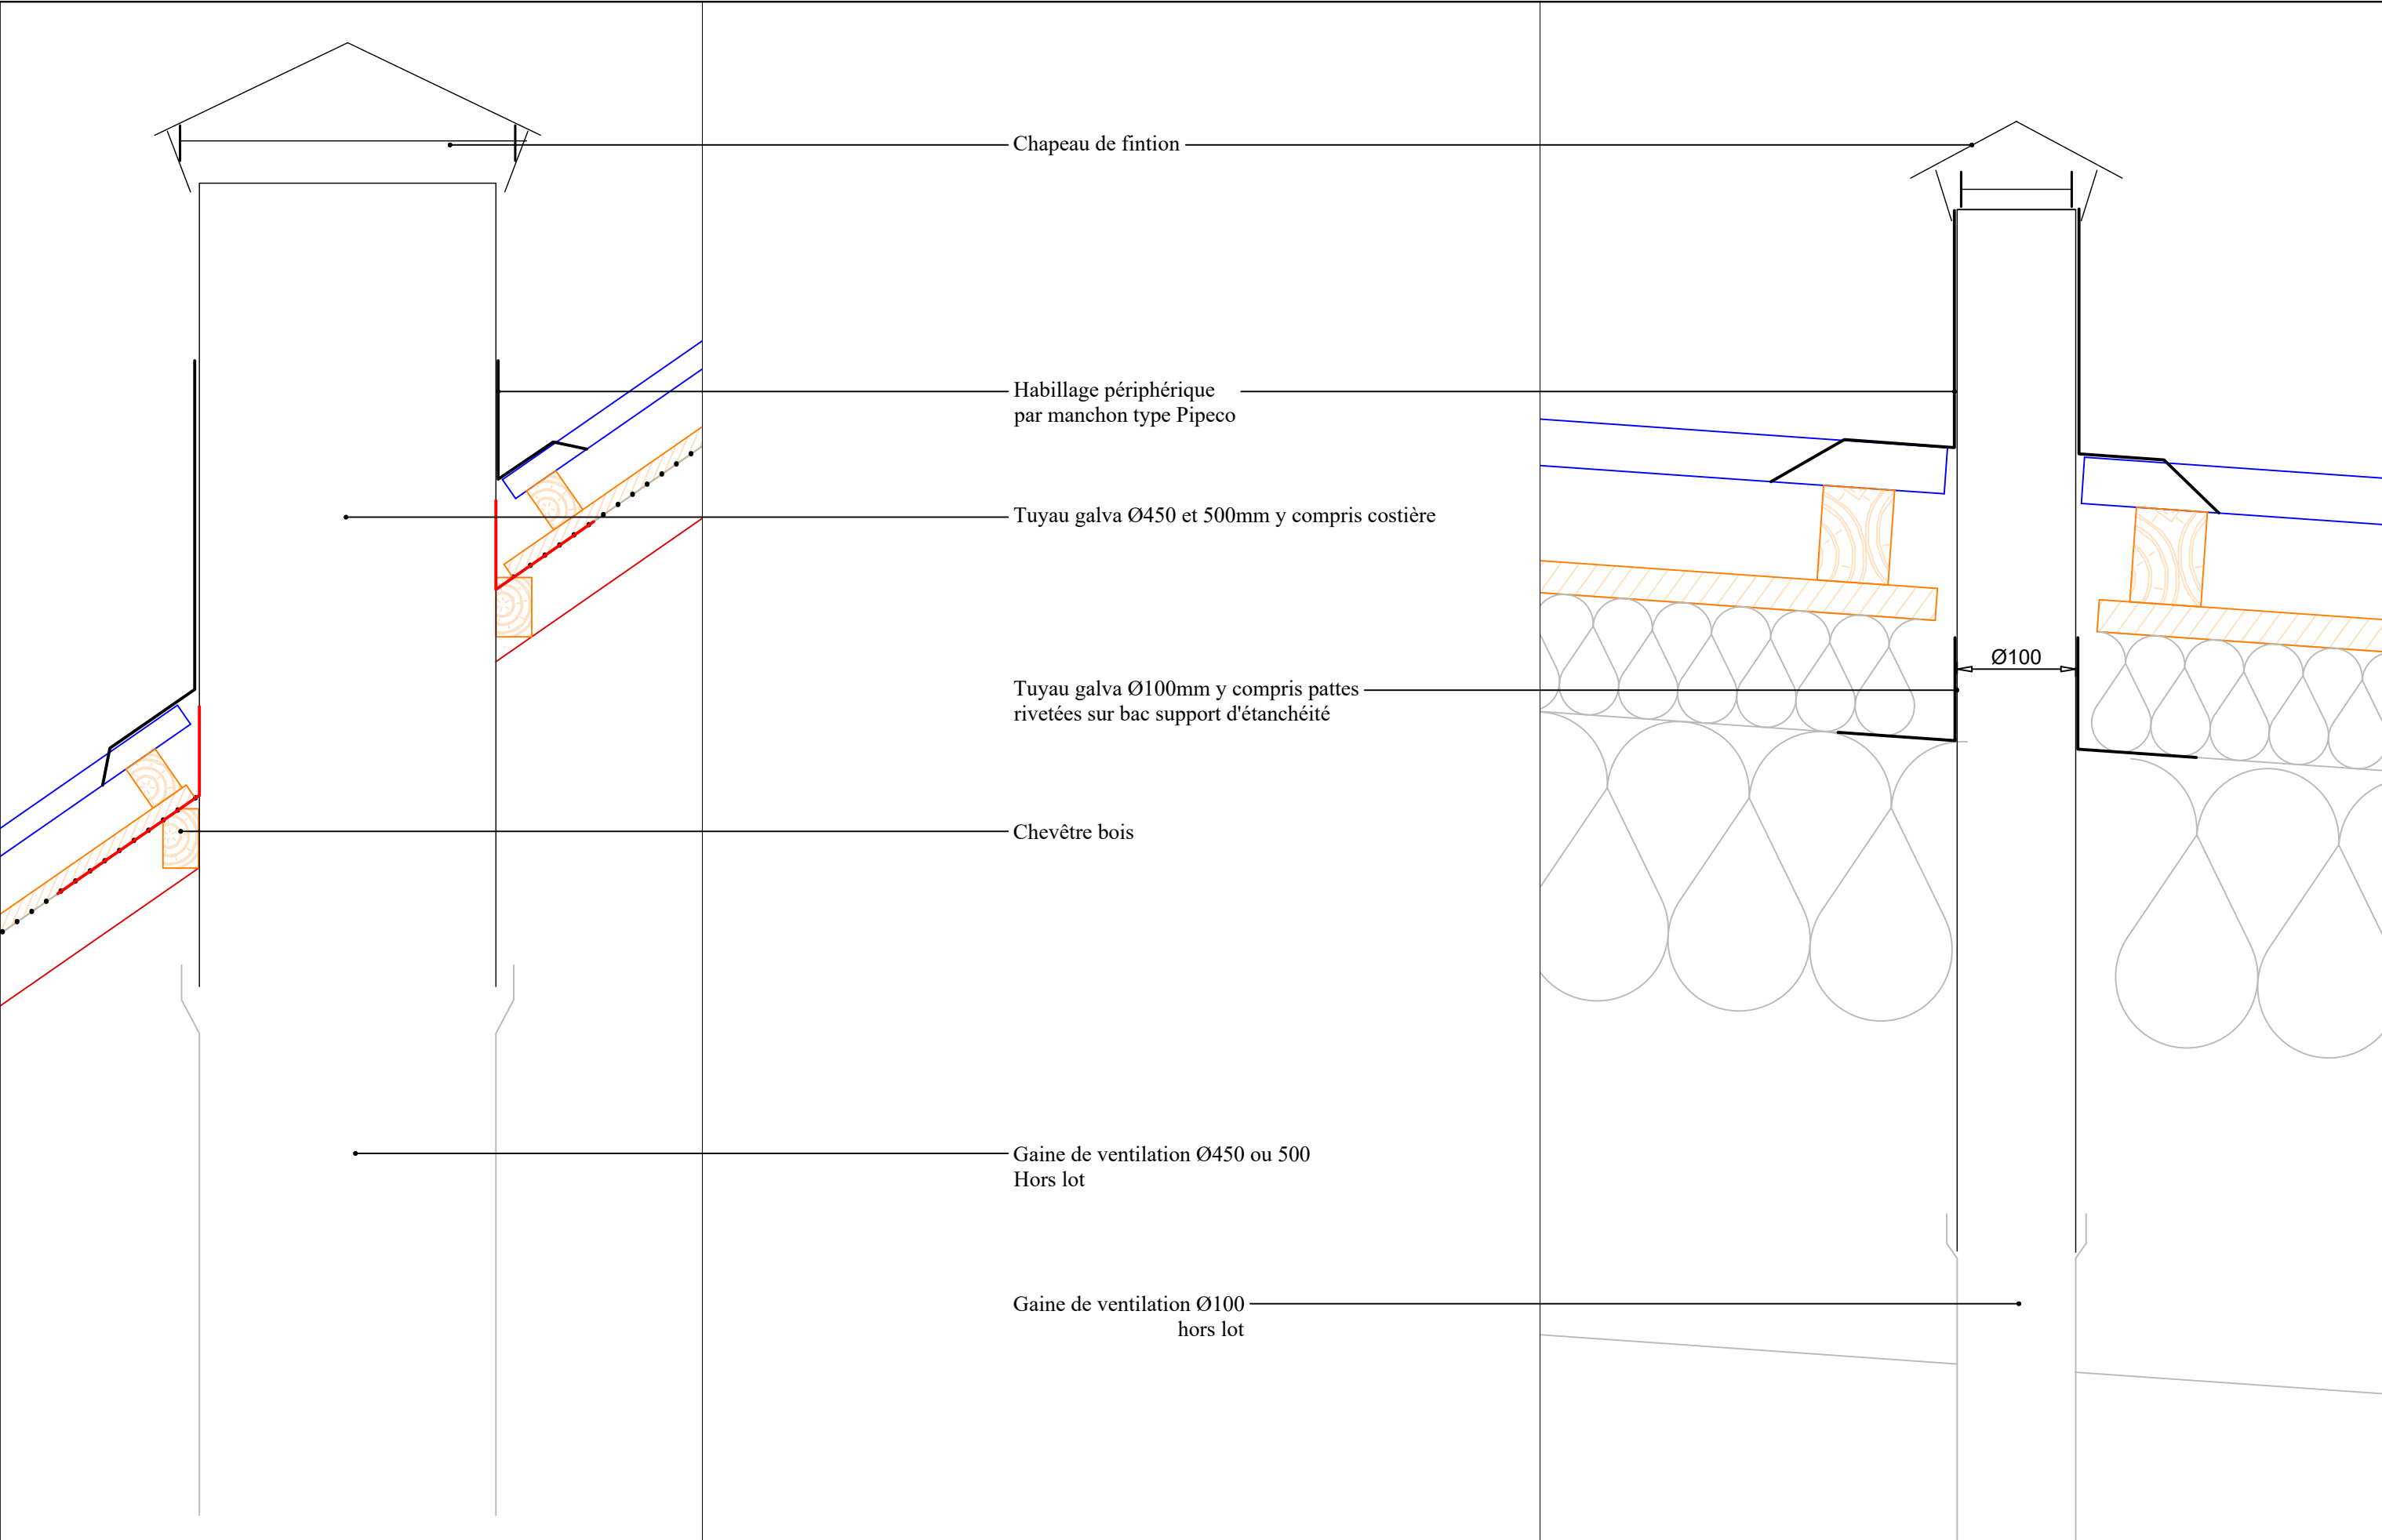 Chapeau de fintion
Habillage périphérique
par manchon type Pipeco
Tuyau galva Ø450 et 500mm y compris costière
Ø100
Tuyau galva Ø100mm y compris pattes
rivetées sur bac support d'étanchéité
Chevêtre bois
Gaine de ventilation Ø450 ou 500
Hors lot
Gaine de ventilation Ø100
hors lot